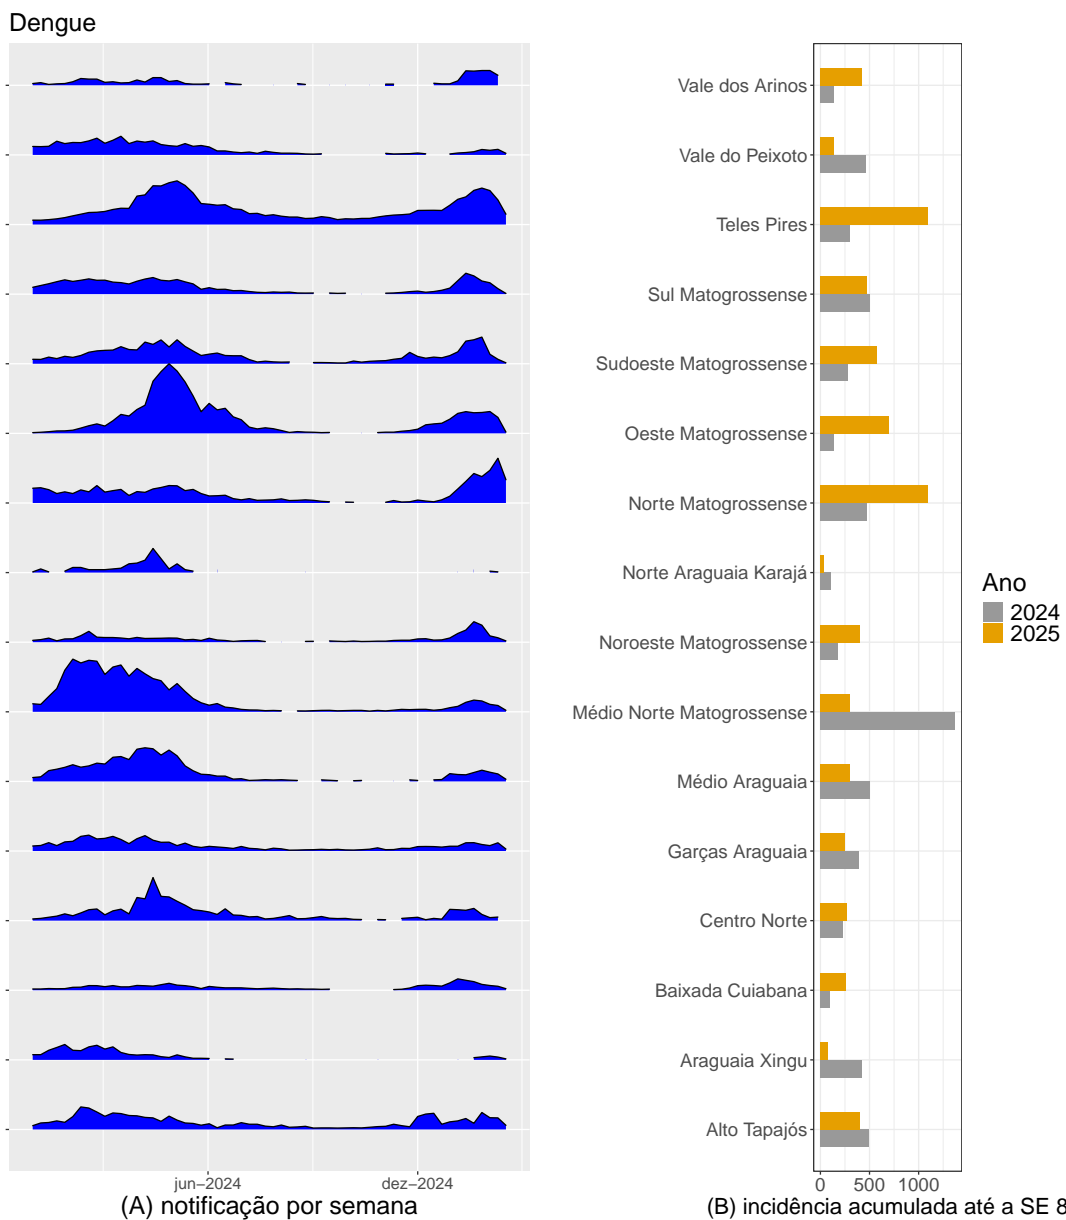 Dengue
Vale dos Arinos
Vale do Peixoto
Teles Pires
Sul Matogrossense
Sudoeste Matogrossense
Oeste Matogrossense
Norte Matogrossense
Norte Araguaia Karajá
Noroeste Matogrossense
Médio Norte Matogrossense
Médio Araguaia
Garças Araguaia
Centro Norte
Baixada Cuiabana
Araguaia Xingu
Alto Tapajós
Ano
2024
2025
jun−2024 dez−2024
0 500 1000
(A) notificação por semana
(B) incidência acumulada até a SE 8